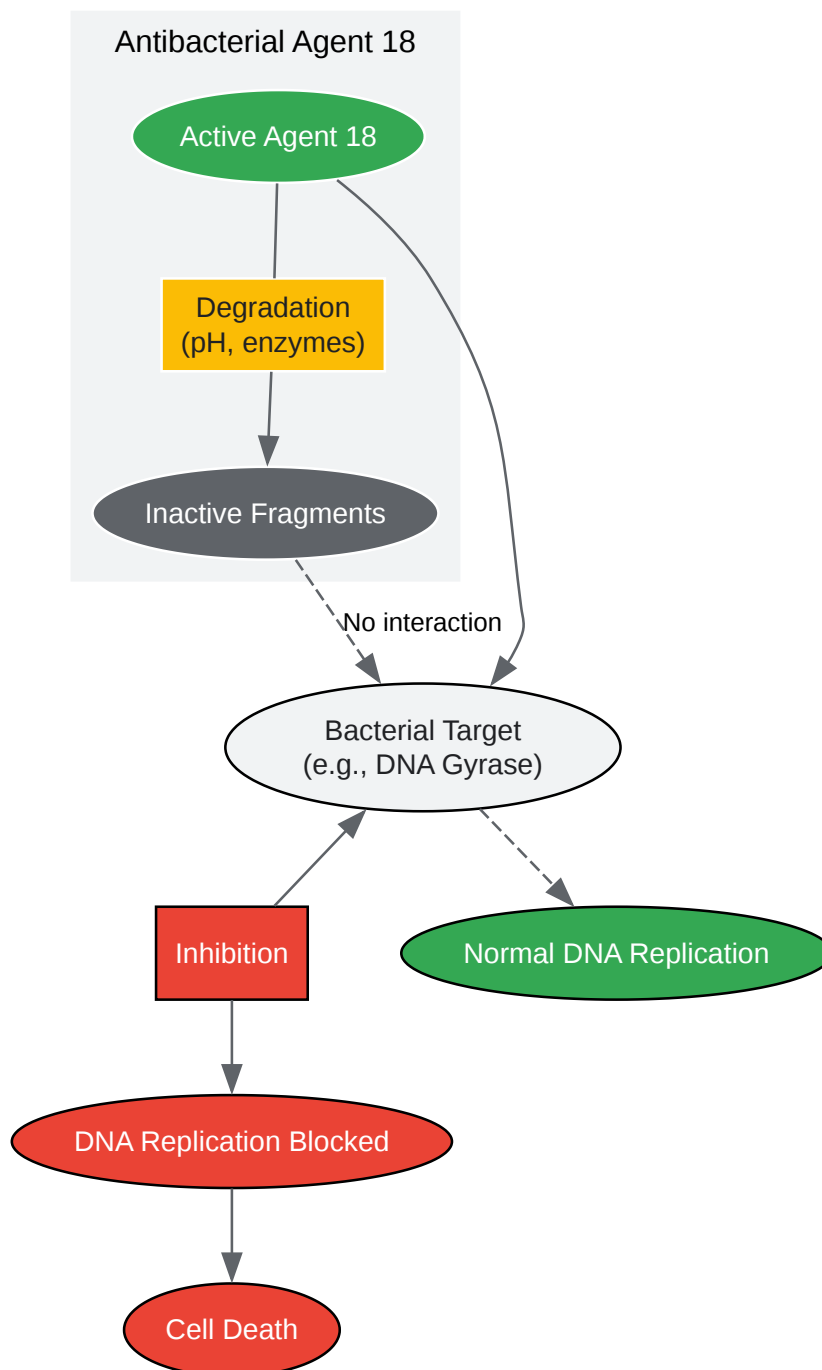 Antibacterial Agent 18
Active Agent 18
Degradation
(pH, enzymes)
Inactive Fragments
No interaction
Bacterial Target
(e.g., DNA Gyrase)
Inhibition
Normal DNA Replication
DNA Replication Blocked
Cell Death